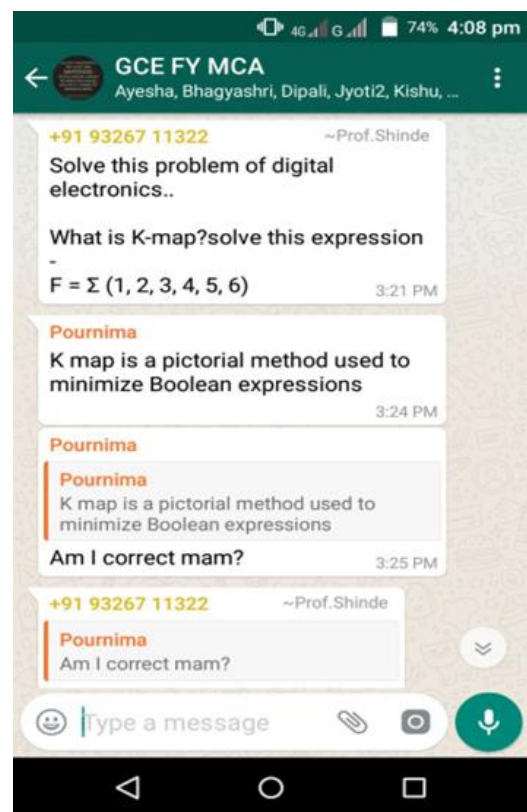 4G G 74% 4:08 pm
GCE FY MCA
Ayesha, Bhagyashri, Dipali, Jyoti2, Kishu, ...
+91 93267 11322 ~Prof.Shinde
Solve this problem of digital
electronics..
What is K-map?solve this expression
-
F = Σ (1, 2, 3, 4, 5, 6)
3:21 PM
Pournima
K map is a pictorial method used to
minimize Boolean expressions
3:24 PM
Pournima
Pournima
K map is a pictorial method used to
minimize Boolean expressions
Am I correct mam?
3:25 PM
+91 93267 11322 ~Prof.Shinde
Pournima
Am I correct mam?
Type a message